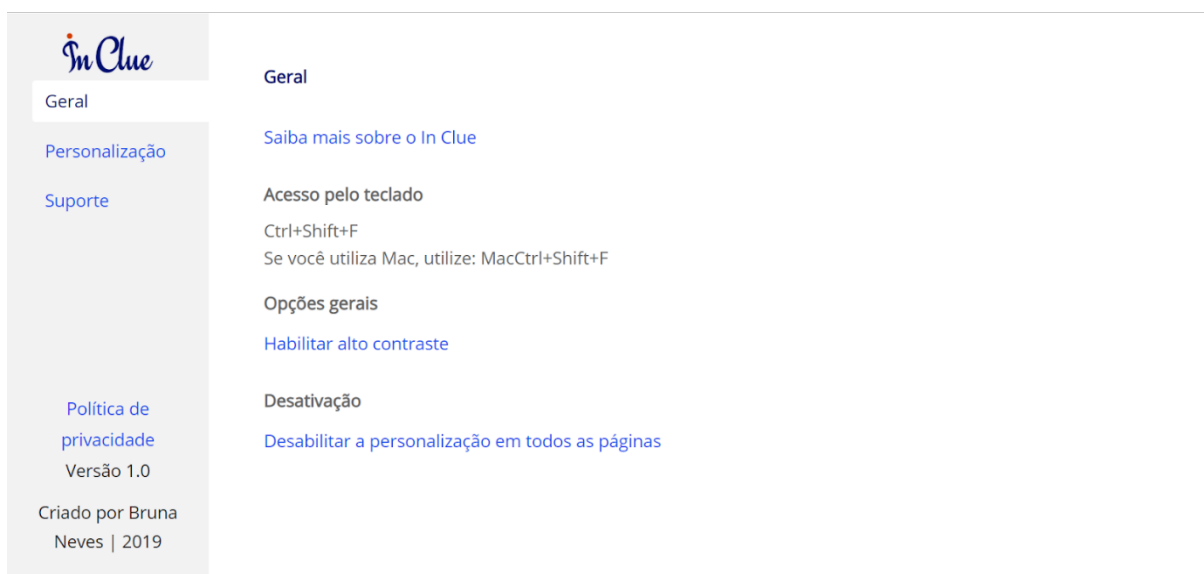 In Clue
Geral
Personalização
Suporte
Política de
privacidade
Versão 1.0
Criado por Bruna
Neves | 2019
Geral
Saiba mais sobre o In Clue
Acesso pelo teclado
Ctrl+Shift+F
Se você utiliza Mac, utilize: MacCtrl+Shift+F
Opções gerais
Habilitar alto contraste
Desativação
Desabilitar a personalização em todos as páginas